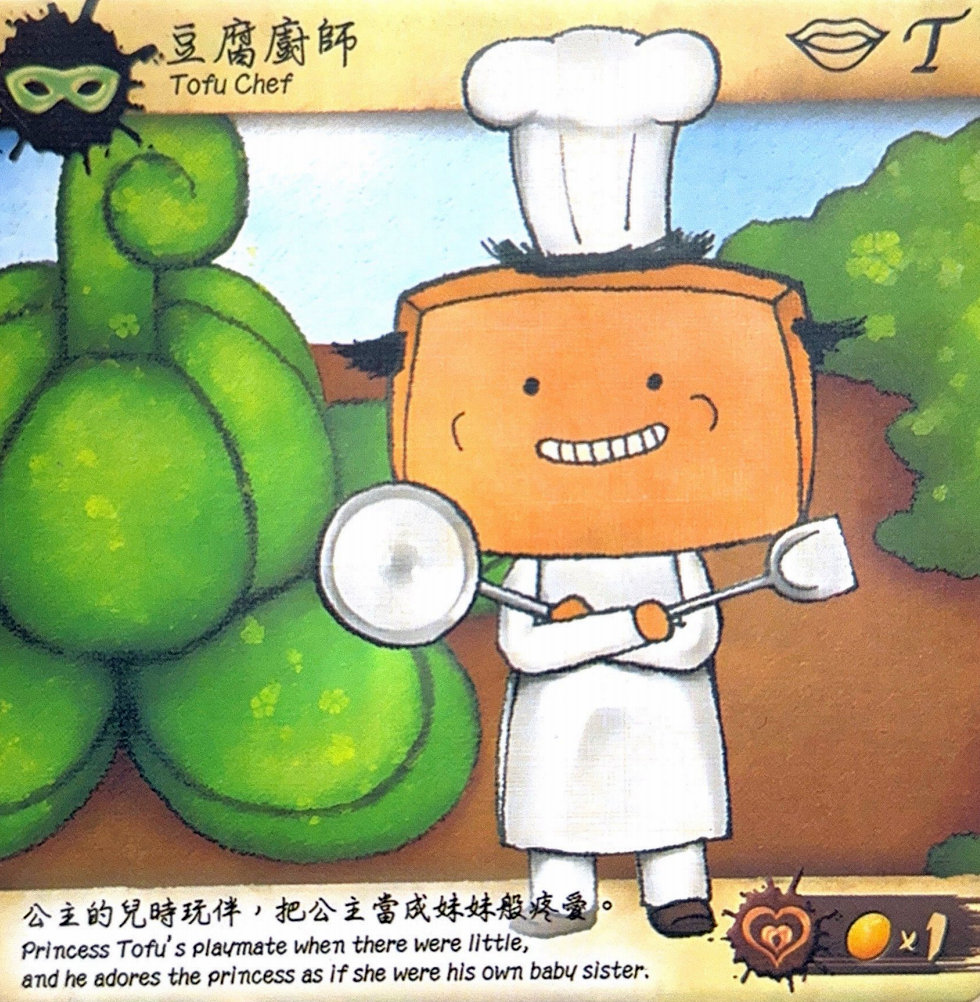 豆腐廚師
Tofu Chef
T
公主的兒時玩伴，把公主當成妹妹般疼愛。
Princess Tofu's playmate when there were little,
and he adores the princess as if she were his own baby sister.
x1